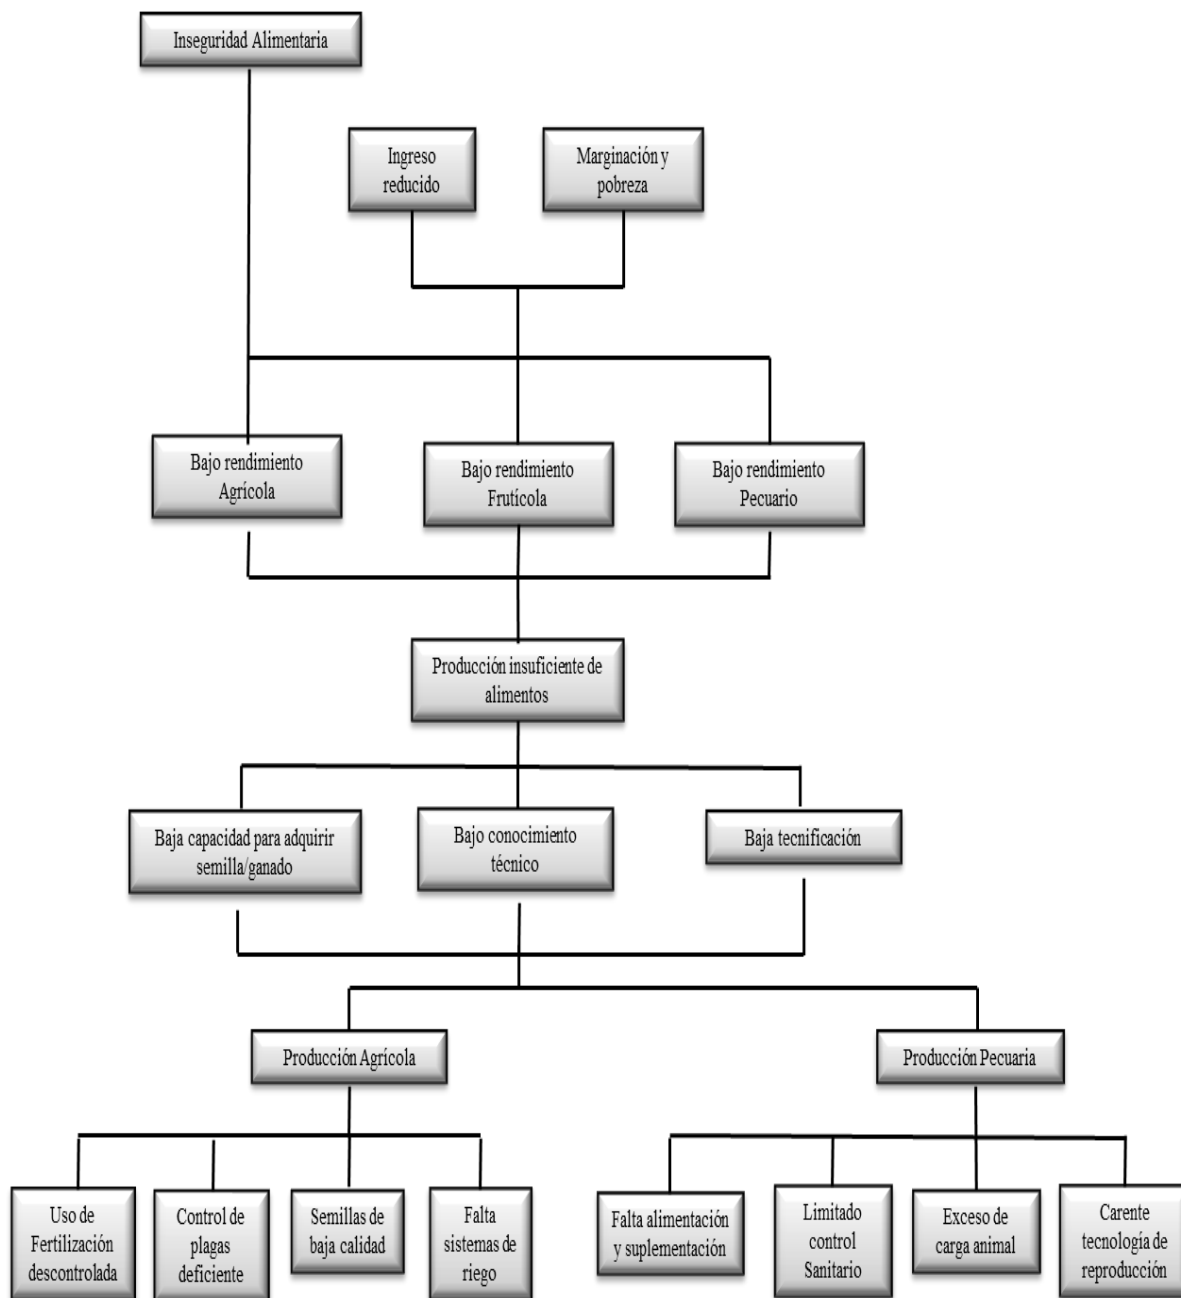 Inseguridad Alimentaria
Ingreso
reducido
Marginación y
pobreza
Bajo rendimiento
Agrícola
Bajo rendimiento
Frutícola
Bajo rendimiento
Pecuario
Producción insuficiente de
alimentos
Baja capacidad para adquirir
semilla/ganado
Bajo conocimiento
técnico
Baja tecnificación
Producción Agrícola
Producción Pecuaria
Uso de
Fertilización
descontrolada
Control de
plagas
deficiente
Semillas de
baja calidad
Falta
sistemas de
riego
Falta alimentación
y suplementación
Limitado
control
Sanitario
Exceso de
carga animal
Carente
tecnología de
reproducción